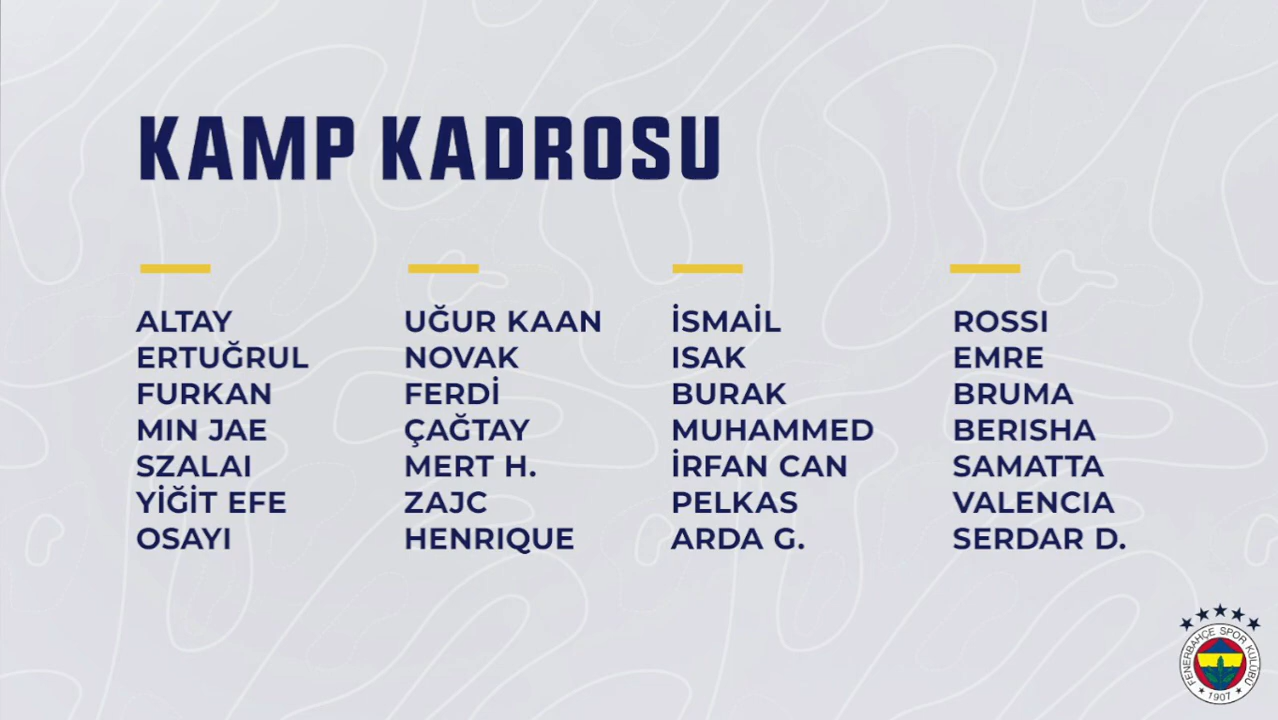 KAMP KADROSU
ALTAY
ERTUĞRUL
FURKAN
MIN JAE
SZALAI
YİĞİT EFE
OSAYI
UĞUR KAAN
NOVAK
FERDİ
ÇAĞTAY
MERT H.
ZAJC
HENRIQUE
İSMAİL
ISAK
BURAK
MUHAMMED
İRFAN CAN
PELKAS
ARDA G.
ROSSI
EMRE
BRUMA
BERISHA
SAMATTA
VALENCIA
SERDAR D.
FENERBAHÇE SPOR KULUBÜ
1907